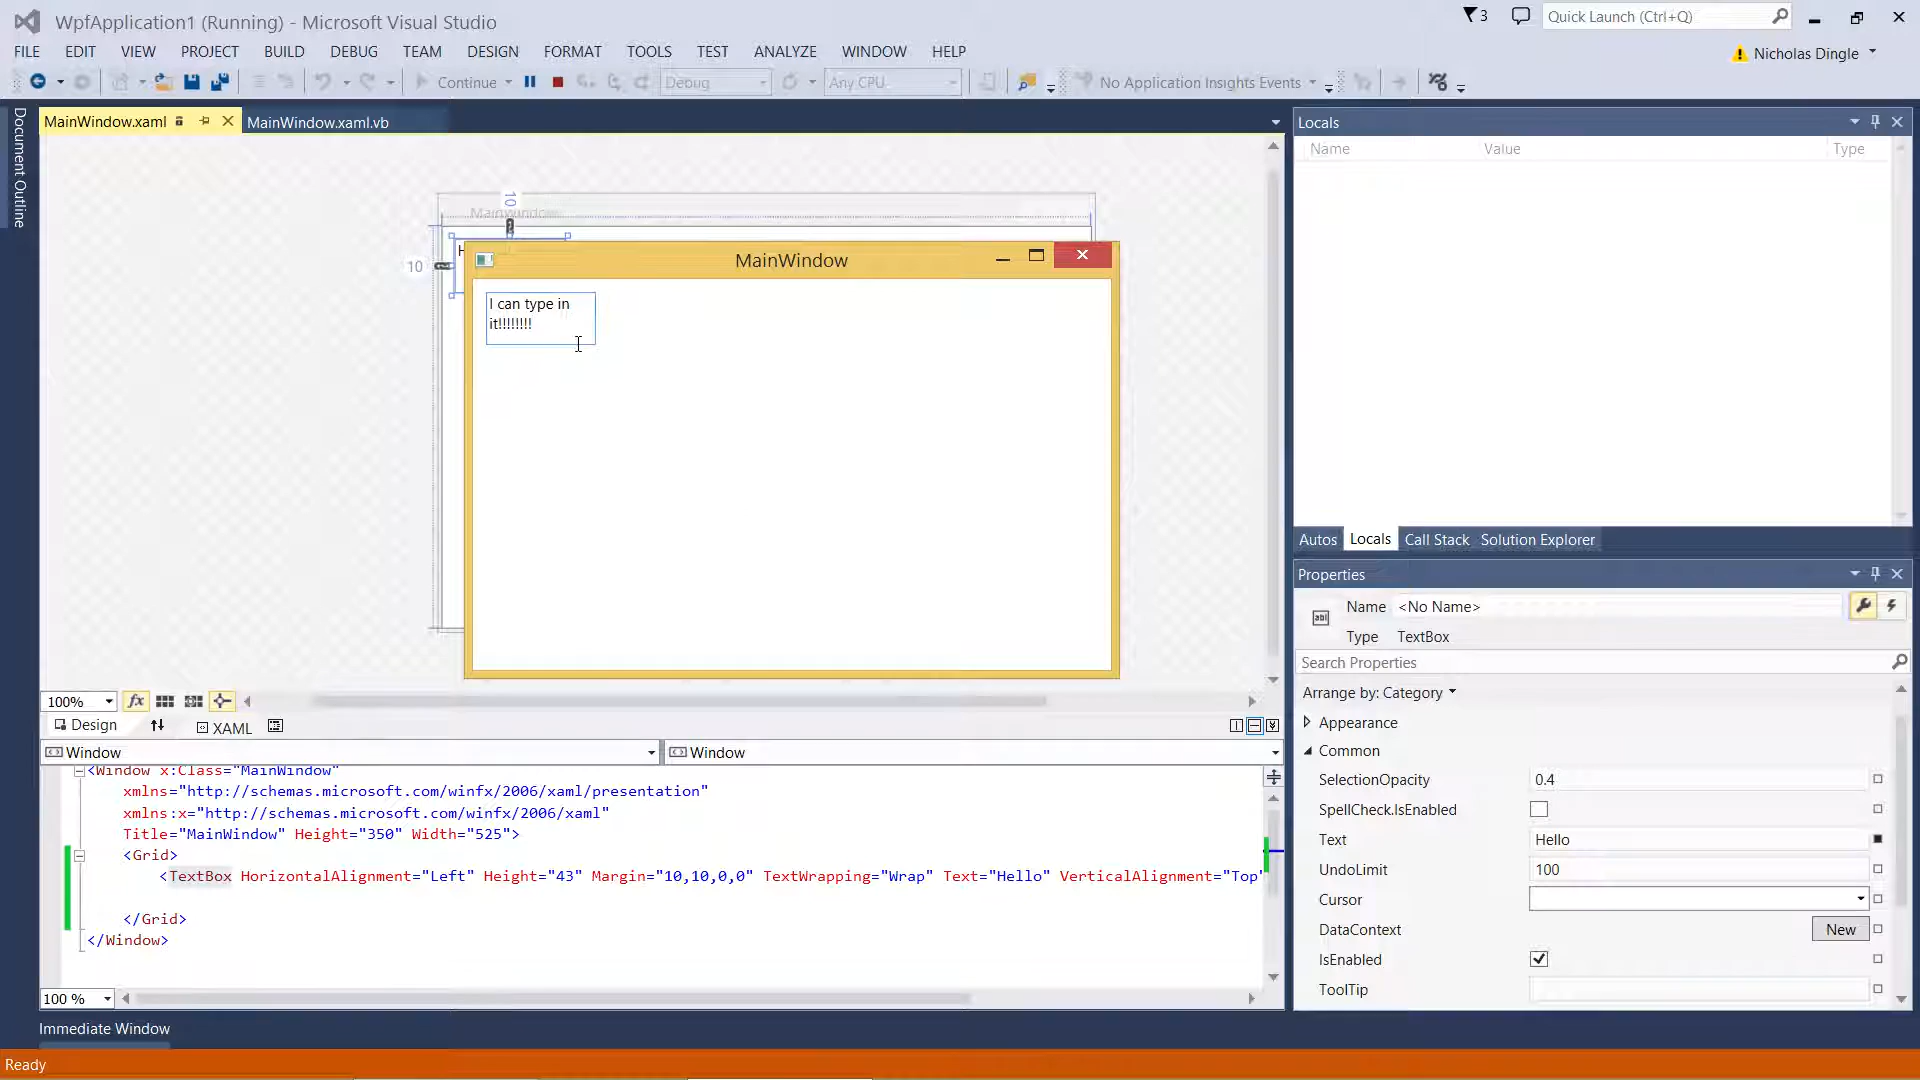 WpfApplication1 (Running) - Microsoft Visual Studio
3
Quick Launch (Ctrl+Q)
FILE EDIT VIEW PROJECT BUILD DEBUG TEAM DESIGN FORMAT TOOLS TEST ANALYZE WINDOW HELP
Nicholas Dingle
Continue Debug Any CPU No Application Insights Events
Document Outline
MainWindow.xaml MainWindow.xaml.vb
Locals
Name Value Type
10
MainWindow
H
10
MainWindow
I can type in
it!!!!!!!!
Autos Locals Call Stack Solution Explorer
Properties
Name <No Name>
Type TextBox
Search Properties
Arrange by: Category
Appearance
Common
SelectionOpacity 0.4
SpellCheck.IsEnabled
Text Hello
UndoLimit 100
Cursor
DataContext New
IsEnabled
ToolTip
100% fx
Design XAML
Window Window
<Window x:Class="MainWindow"
xmlns="http://schemas.microsoft.com/winfx/2006/xaml/presentation"
xmlns:x="http://schemas.microsoft.com/winfx/2006/xaml"
Title="MainWindow" Height="350" Width="525">
<Grid>
<TextBox HorizontalAlignment="Left" Height="43" Margin="10,10,0,0" TextWrapping="Wrap" Text="Hello" VerticalAlignment="Top"
</Grid>
</Window>
100 %
Immediate Window
Ready